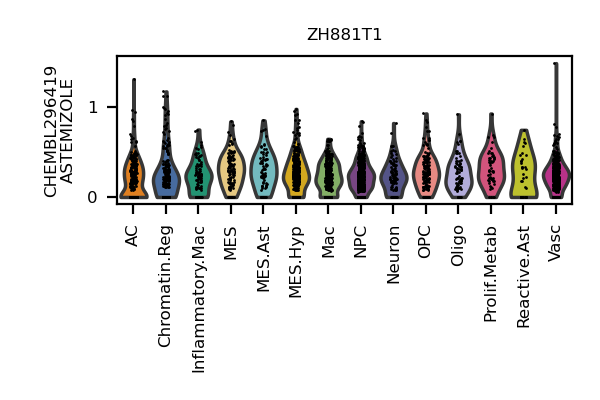 ZH881T1
CHEMBL296419
ASTEMIZOLE
1
0
AC
Chromatin.Reg
Inflammatory.Mac
MES
MES.Ast
MES.Hyp
Mac
NPC
Neuron
OPC
Oligo
Prolif.Metab
Reactive.Ast
Vasc